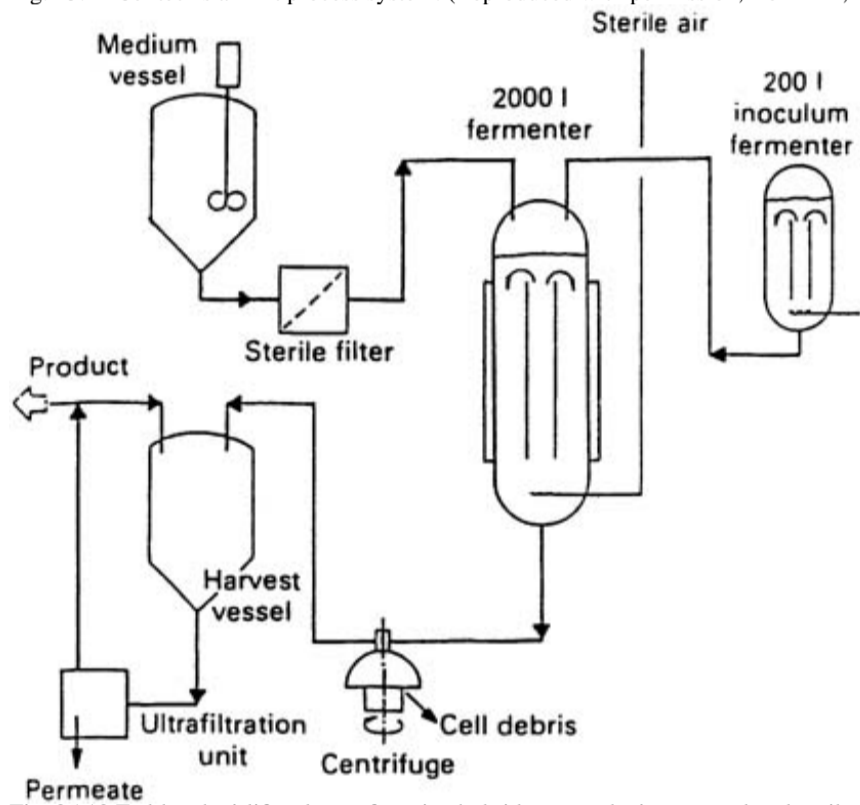 Medium
vessel
Sterile air
2000 l
fermenter
200 l
inoculum
fermenter
Sterile filter
Product
Harvest
vessel
Ultrafiltration
unit
Cell debris
Centrifuge
Permeate